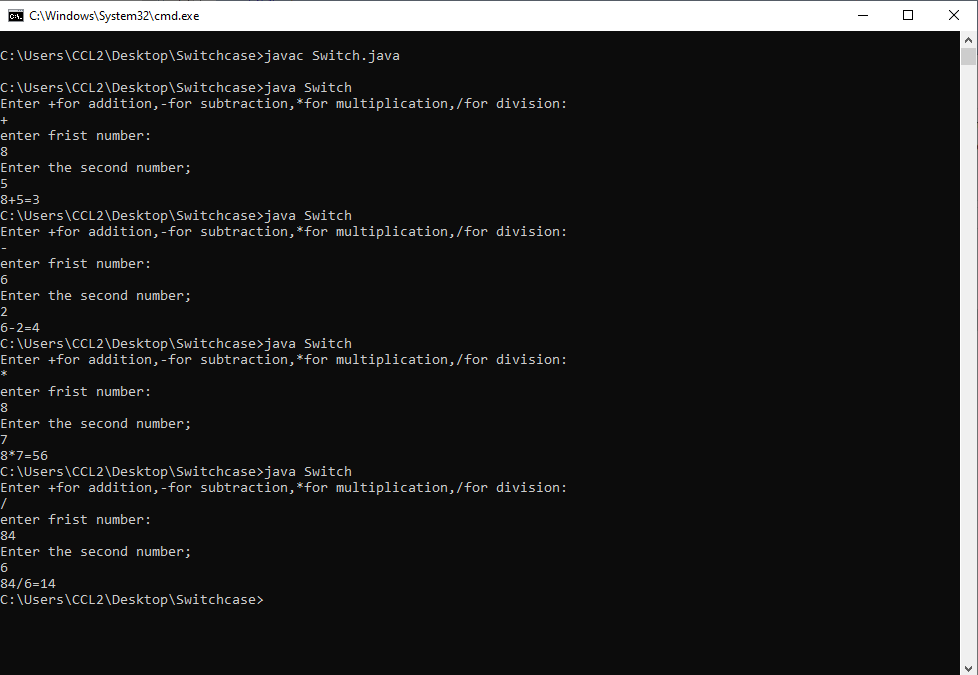 C:\Windows\System32\cmd.exe
C:\Users\CCL2\Desktop\Switchcase>javac Switch.java
C:\Users\CCL2\Desktop\Switchcase>java Switch
Enter +for addition,-for subtraction,*for multiplication,/for division:
+
enter frist number:
8
Enter the second number;
5
8+5=3
C:\Users\CCL2\Desktop\Switchcase>java Switch
Enter +for addition,-for subtraction,*for multiplication,/for division:
-
enter frist number:
6
Enter the second number;
2
6-2=4
C:\Users\CCL2\Desktop\Switchcase>java Switch
Enter +for addition,-for subtraction,*for multiplication,/for division:
*
enter frist number:
8
Enter the second number;
7
8*7=56
C:\Users\CCL2\Desktop\Switchcase>java Switch
Enter +for addition,-for subtraction,*for multiplication,/for division:
/
enter frist number:
84
Enter the second number;
6
84/6=14
C:\Users\CCL2\Desktop\Switchcase>